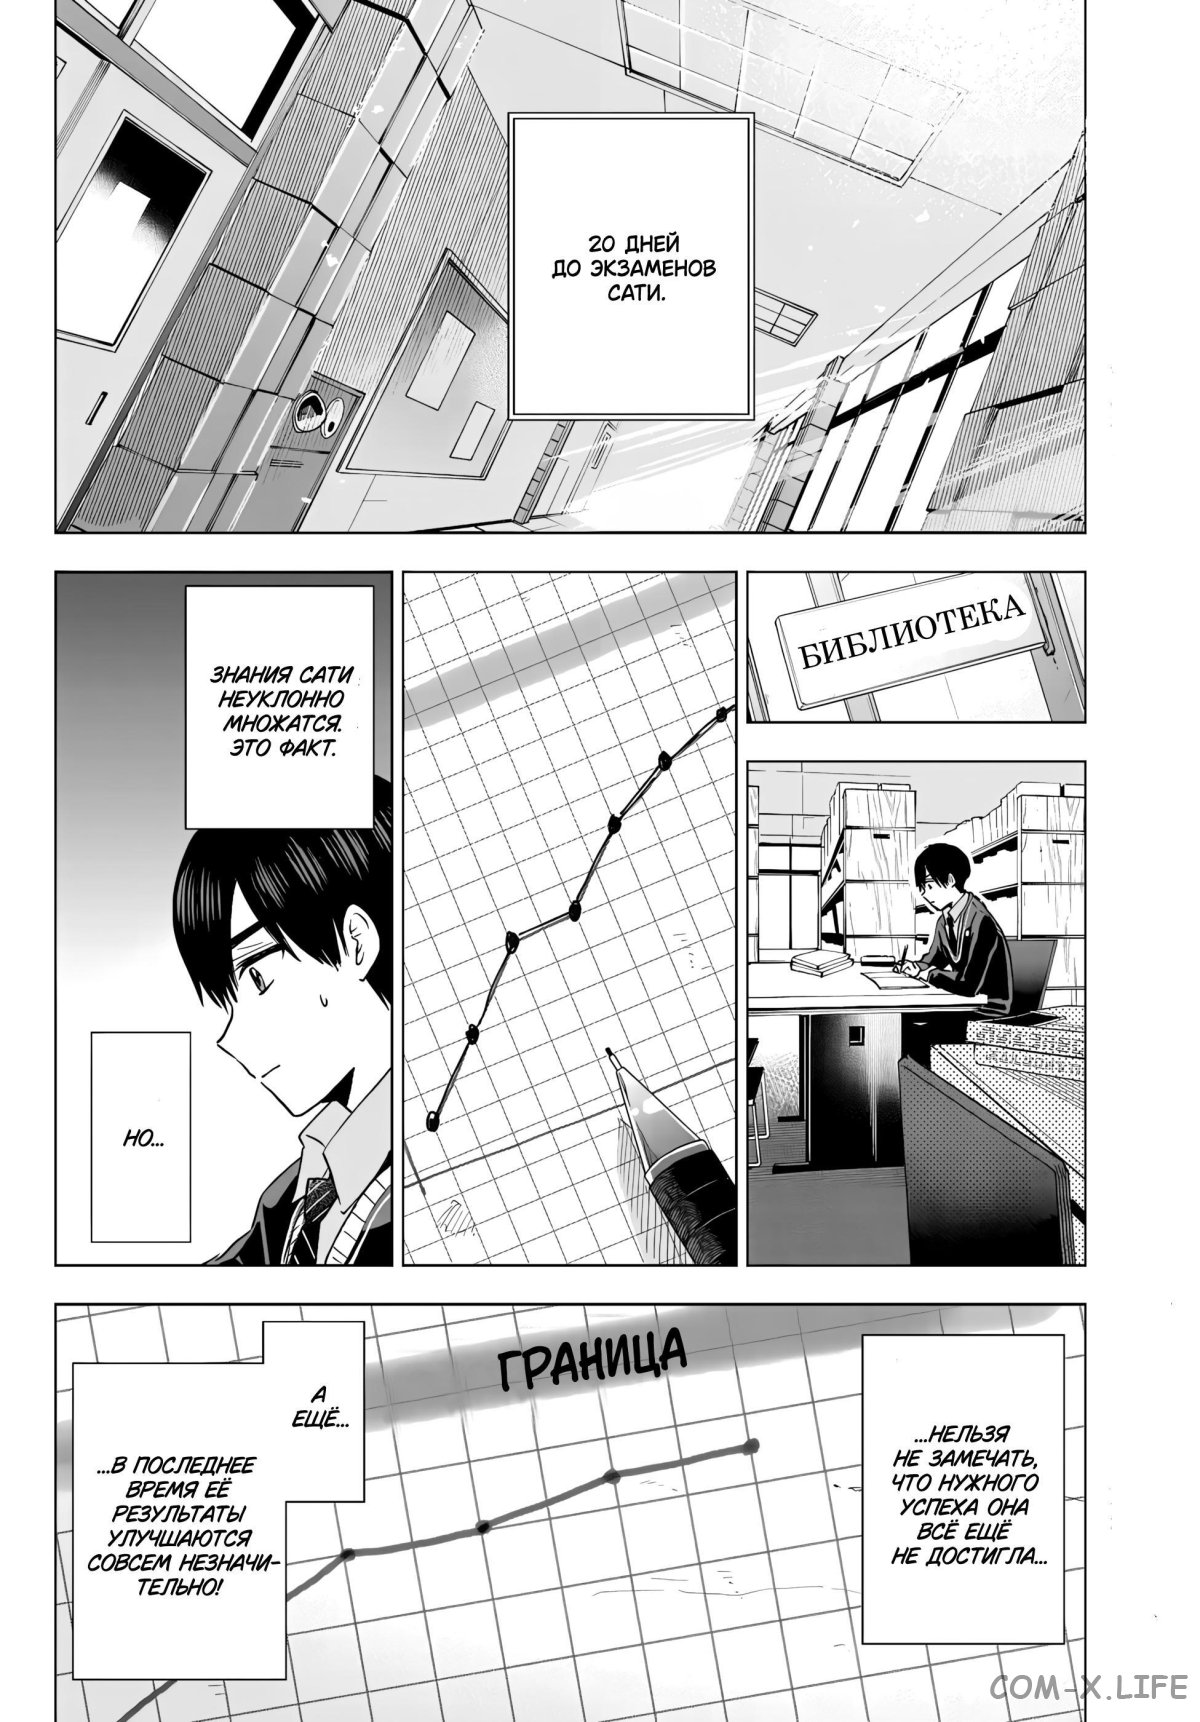 20 ДНЕЙ
ДО ЭКЗАМЕНОВ
САТИ.
БИБЛИОТЕКА
ЗНАНИЯ САТИ
НЕУКЛОННО
МНОЖАТСЯ.
ЭТО ФАКТ.
НО...
...НЕЛЬЗЯ
НЕ ЗАМЕЧАТЬ,
ЧТО НУЖНОГО
УСПЕХА ОНА
ВСЁ ЕЩЁ
НЕ ДОСТИГЛА...
ГРАНИЦА
А
ЕЩЁ...
...В ПОСЛЕДНЕЕ
ВРЕМЯ ЕЁ
РЕЗУЛЬТАТЫ
УЛУЧШАЮТСЯ
СОВСЕМ НЕЗНАЧИ-
ТЕЛЬНО!
COM-X.LIFE